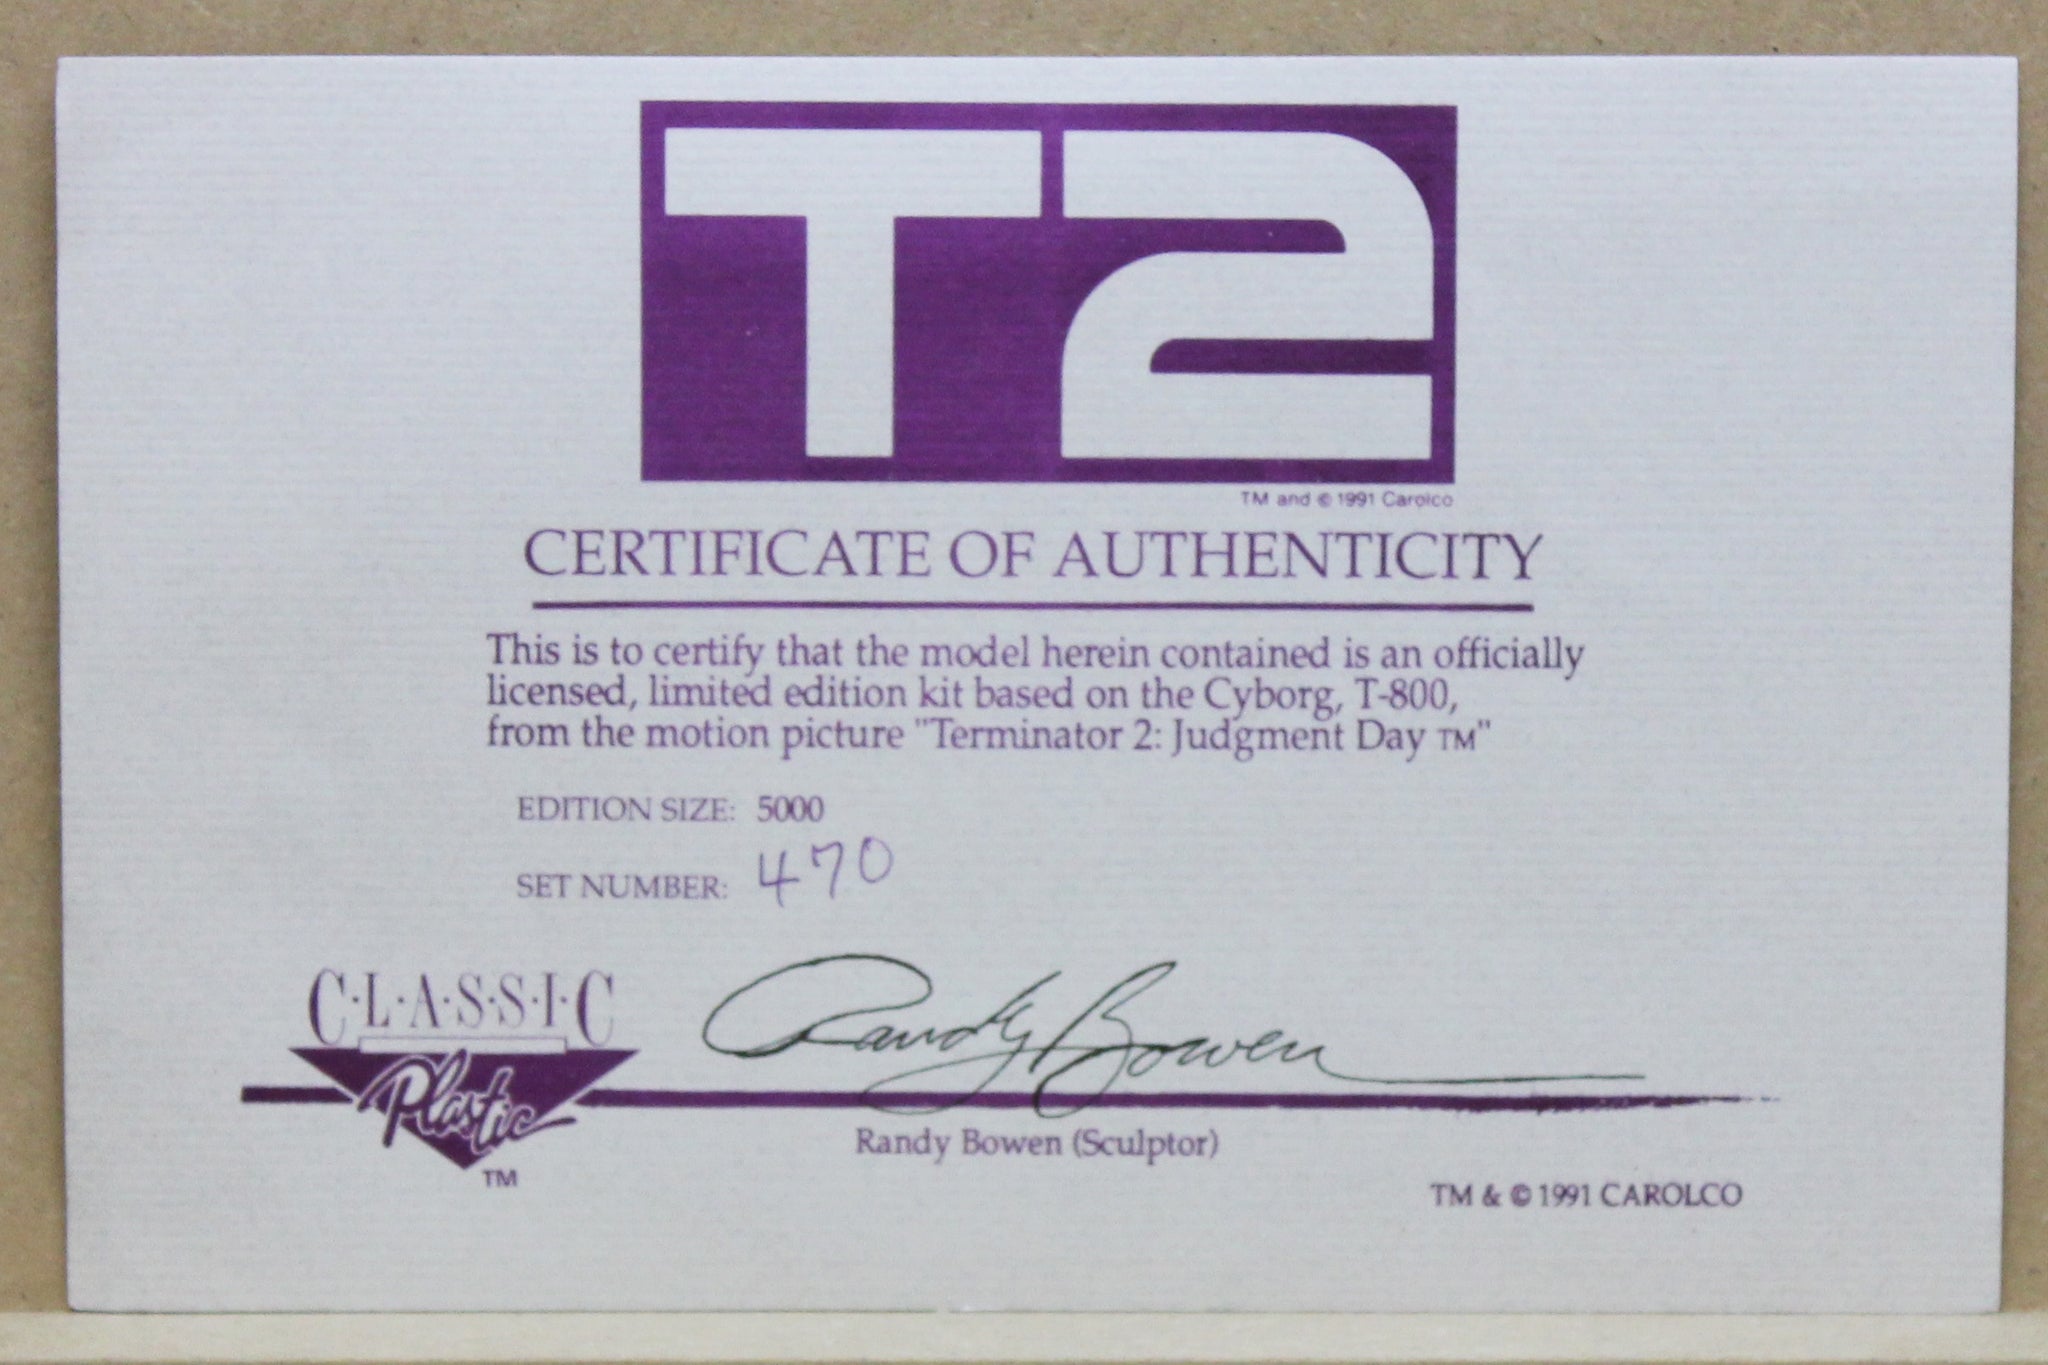 T2
TM and © 1991 Carolco
CERTIFICATE OF AUTHENTICITY
This is to certify that the model herein contained is an officially
licensed, limited edition kit based on the Cyborg, T-800,
from the motion picture "Terminator 2: Judgment Day TM"
EDITION SIZE: 5000
SET NUMBER: 470
C·L·A·S·S·I·C
Plastic
TM
Randy Bowen
Randy Bowen (Sculptor)
TM & © 1991 CAROLCO